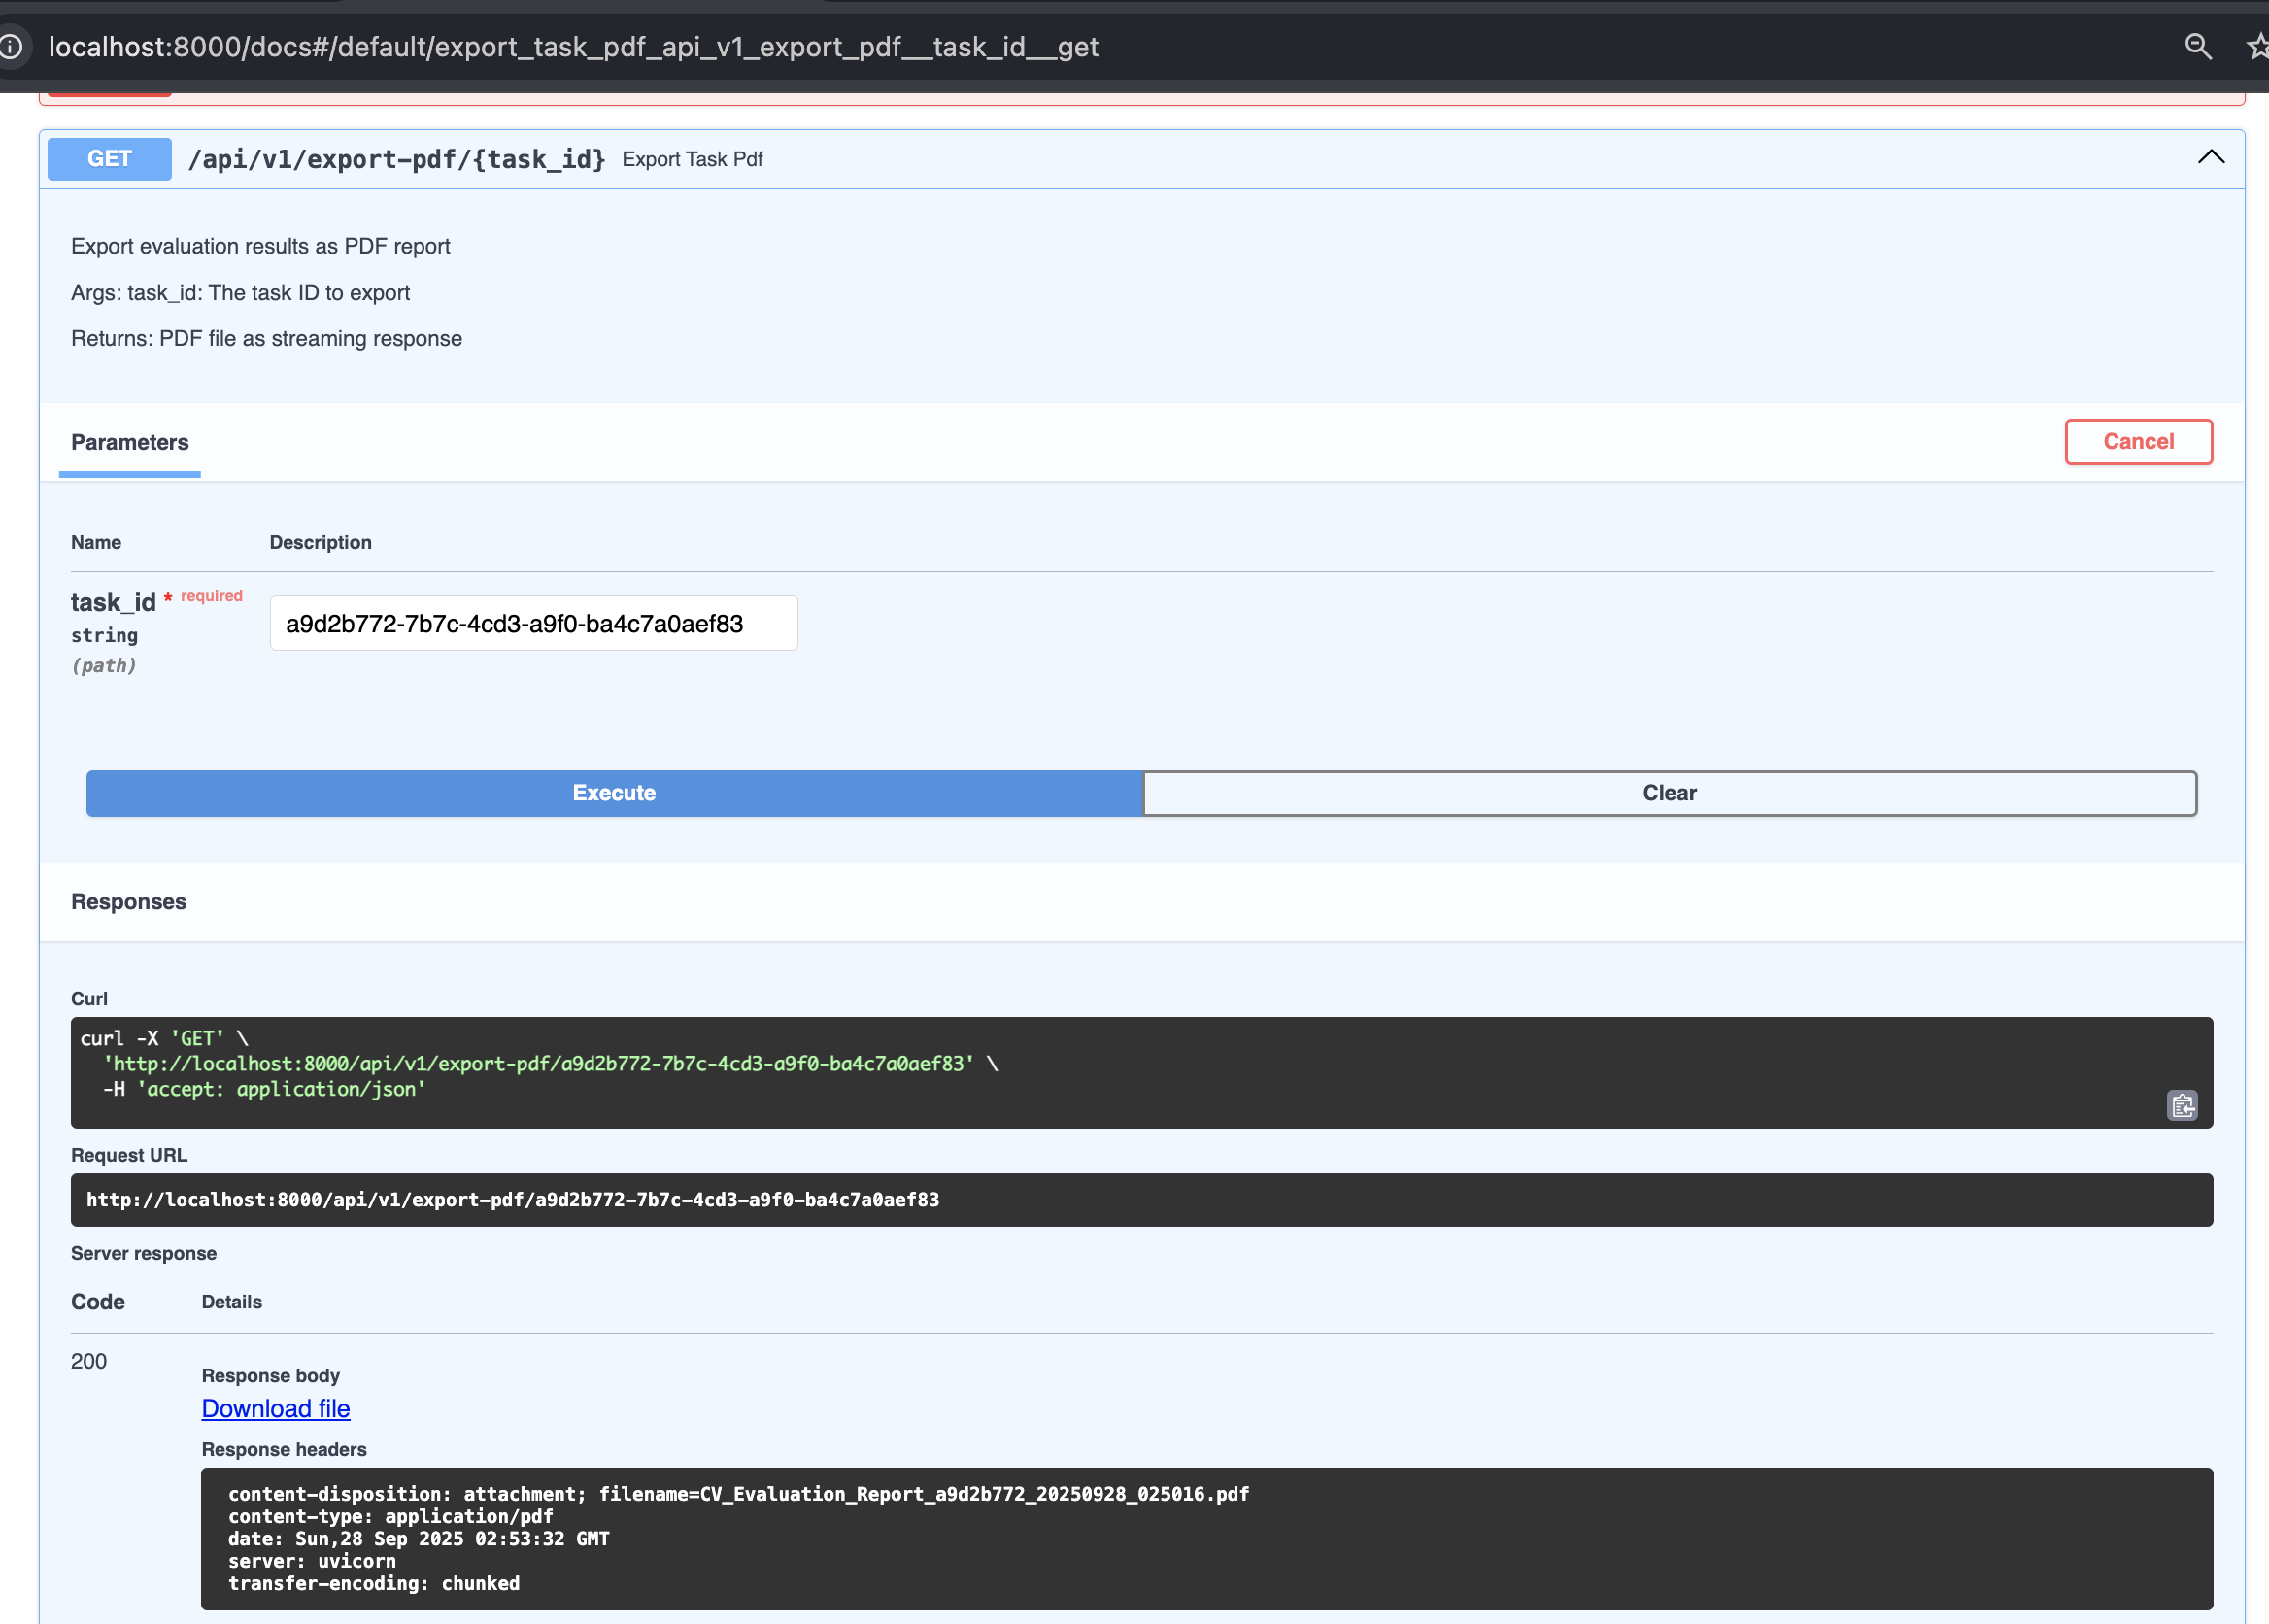 localhost:8000/docs#/default/export_task_pdf_api_v1_export_pdf__task_id__get
GET /api/v1/export-pdf/{task_id} Export Task Pdf
Export evaluation results as PDF report
Args: task_id: The task ID to export
Returns: PDF file as streaming response
Parameters
Cancel
Name Description
task_id * required
string
(path)
a9d2b772-7b7c-4cd3-a9f0-ba4c7a0aef83
Execute Clear
Responses
Curl
curl -X 'GET' \
'http://localhost:8000/api/v1/export-pdf/a9d2b772-7b7c-4cd3-a9f0-ba4c7a0aef83' \
-H 'accept: application/json'
Request URL
http://localhost:8000/api/v1/export-pdf/a9d2b772-7b7c-4cd3-a9f0-ba4c7a0aef83
Server response
Code Details
200
Response body
Download file
Response headers
content-disposition: attachment; filename=CV_Evaluation_Report_a9d2b772_20250928_025016.pdf
content-type: application/pdf
date: Sun,28 Sep 2025 02:53:32 GMT
server: uvicorn
transfer-encoding: chunked